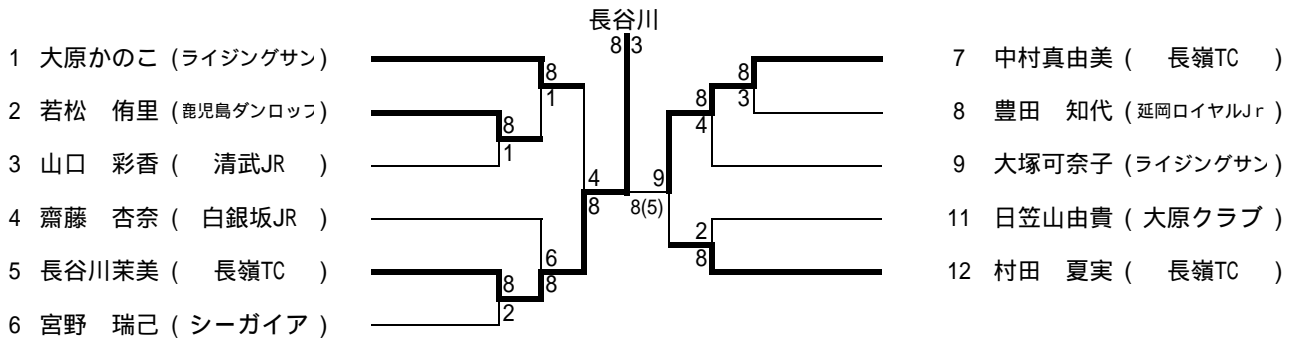 長谷川
8 3
1 大原かのこ (ライジングサン)
8
1
2 若松 侑里 (鹿児島ダンロップ)
8
1
3 山口 彩香 ( 清武JR )
4
8
4 齋藤 杏奈 ( 白銀坂JR )
6
8
5 長谷川茉美 ( 長嶺TC )
8
2
6 宮野 瑞己 ( シーガイア )
7 中村真由美 ( 長嶺TC )
8
3
8 豊田 知代 (延岡ロイヤルJr )
8
4
9 大塚可奈子 (ライジングサン)
9
8(5)
11 日笠山由貴 ( 大原クラブ )
2
8
12 村田 夏実 ( 長嶺TC )